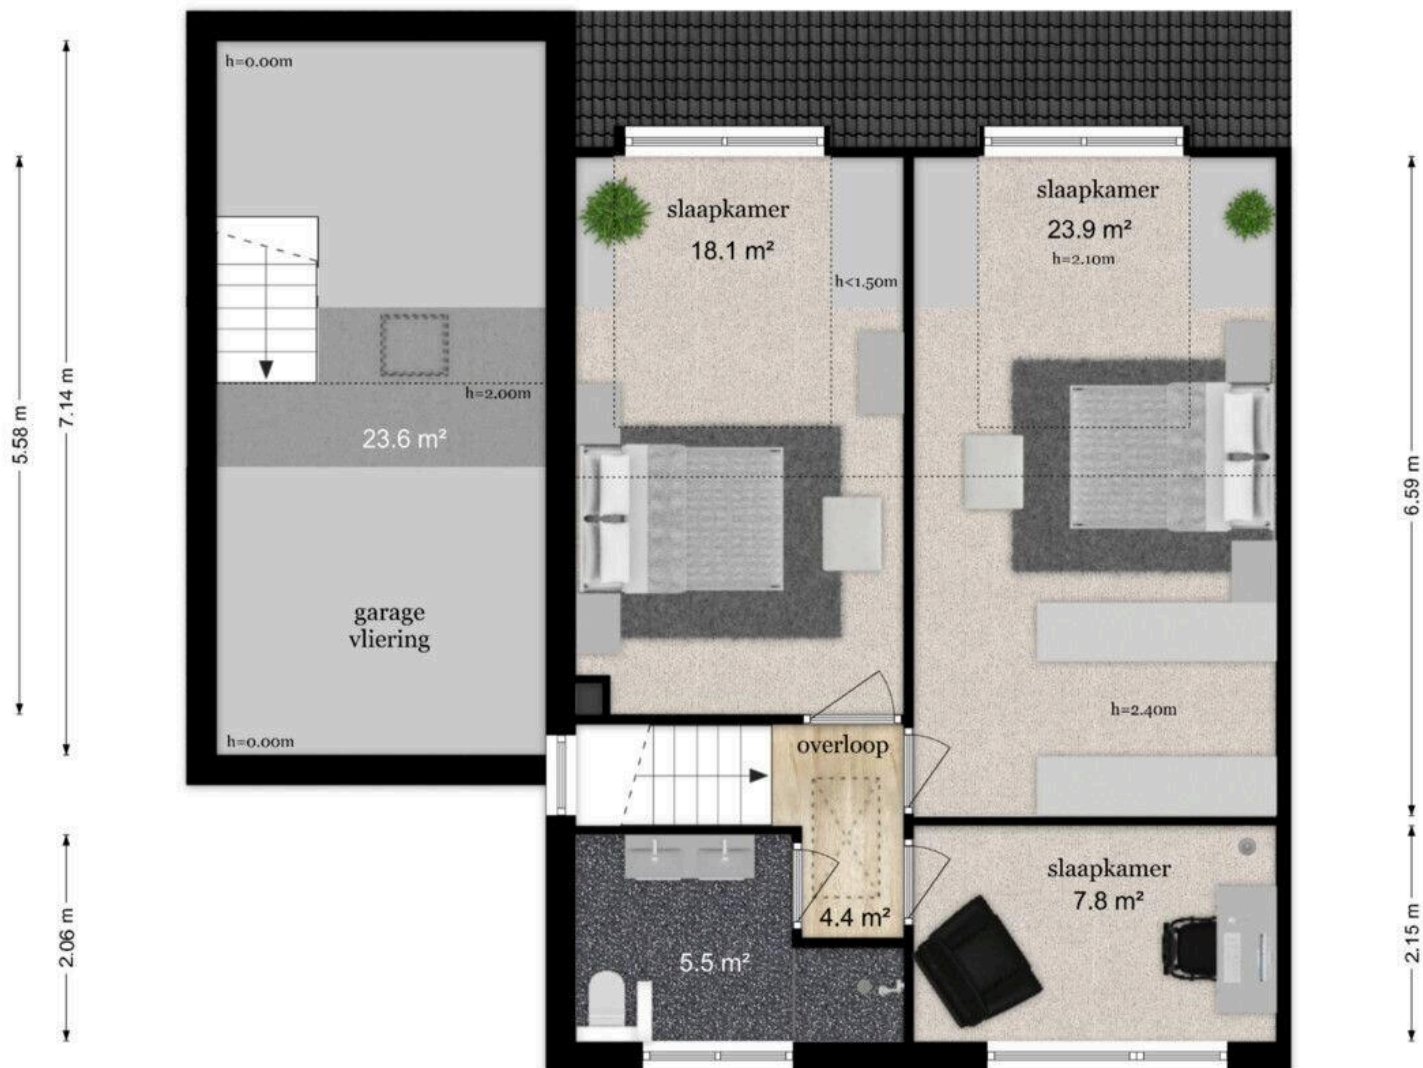 h=0.00m
h=2.00m
23.6 m²
garage
vliering
h=0.00m
slaapkamer
18.1 m²
h<1.50m
slaapkamer
23.9 m²
h=2.10m
h=2.40m
overloop
4.4 m²
5.5 m²
slaapkamer
7.8 m²
5.58 m
7.14 m
2.06 m
6.59 m
2.15 m